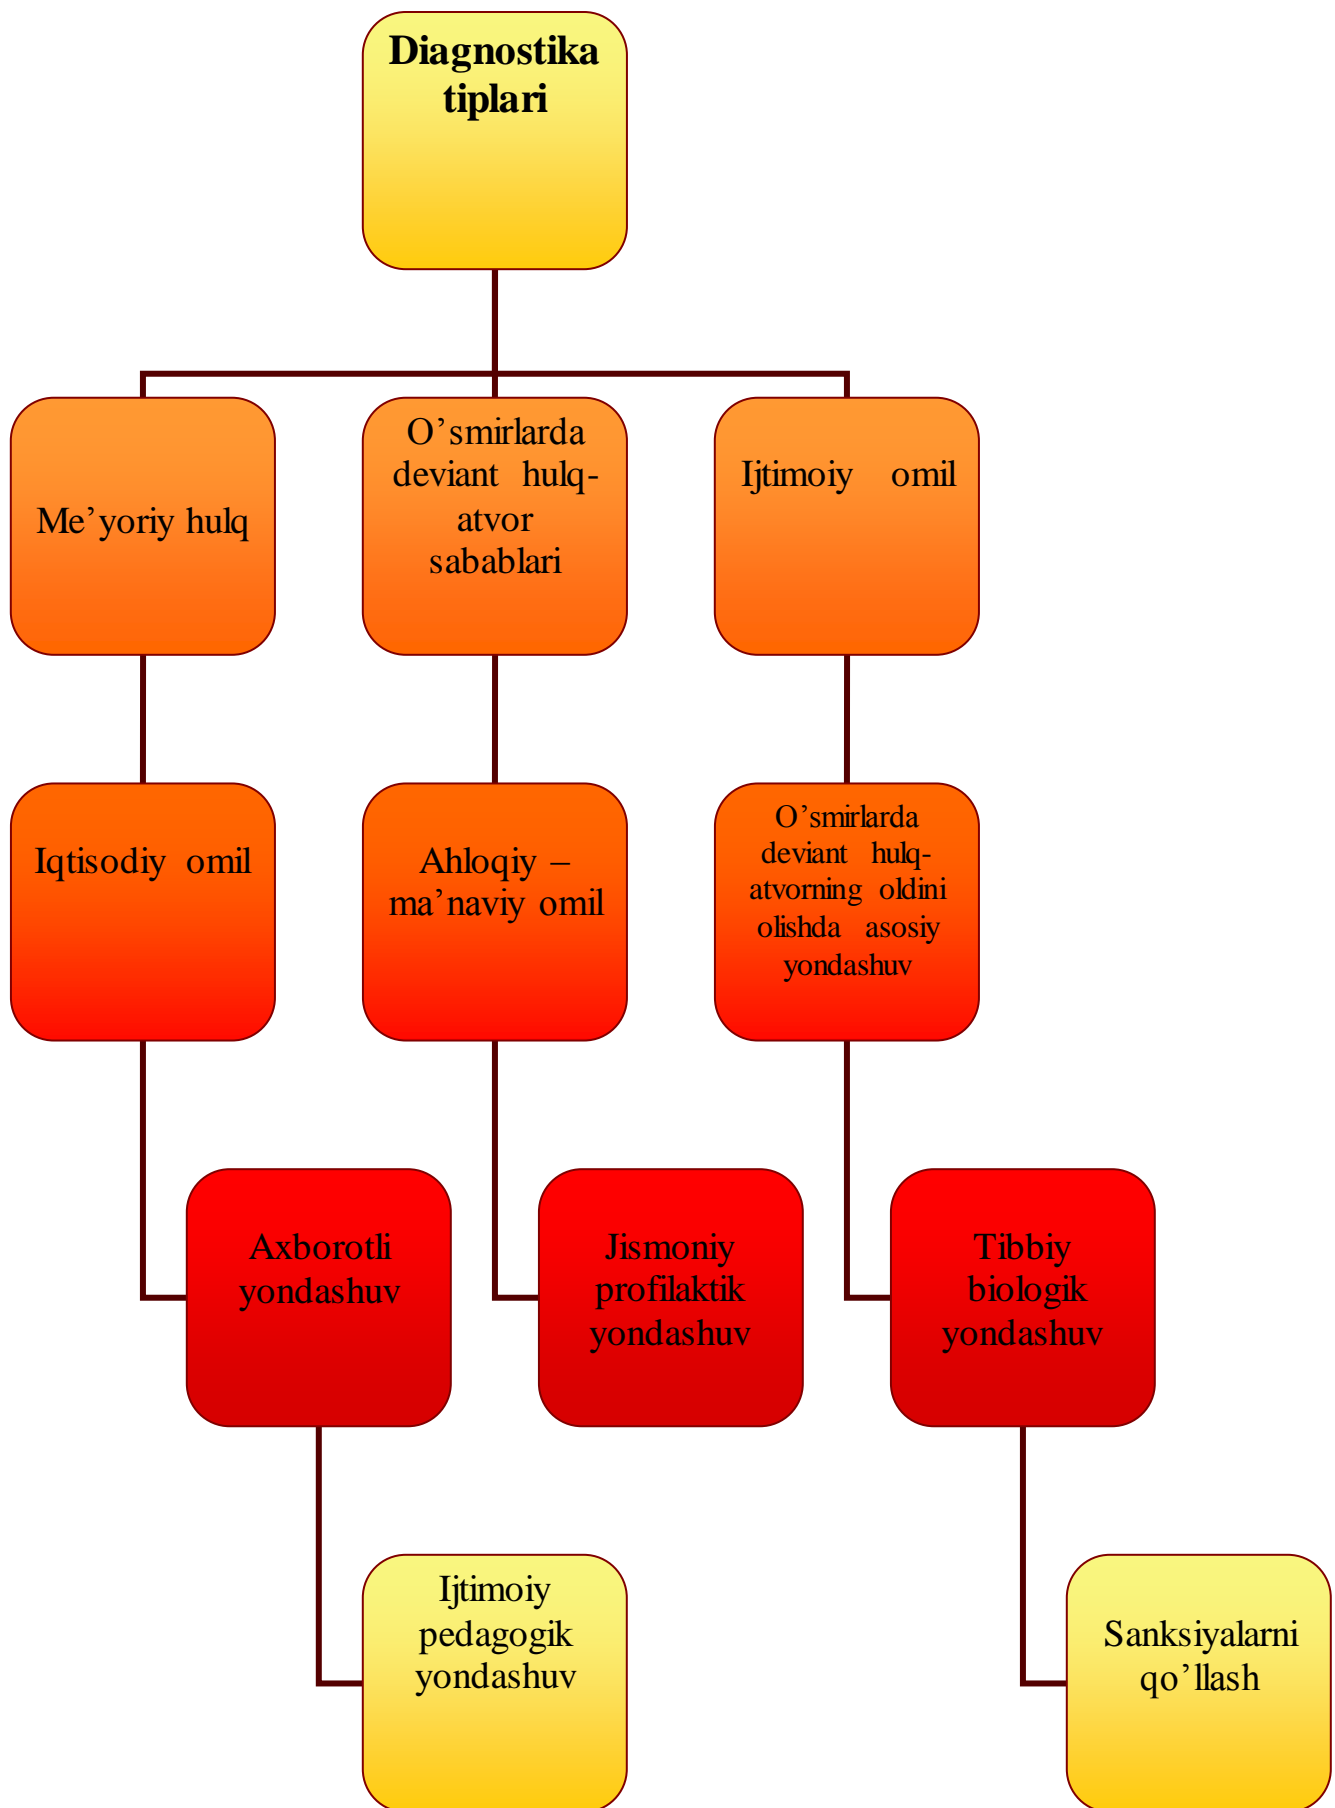 Diagnostika
tiplari
Me’yoriy hulq
O’smirlarda
deviant hulq-
atvor
sabablari
Ijtimoiy omil
Iqtisodiy omil
Ahloqiy –
ma’naviy omil
O’smirlarda
deviant hulq-
atvorning oldini
olishda asosiy
yondashuv
Axborotli
yondashuv
Jismoniy
profilaktik
yondashuv
Tibbiy
biologik
yondashuv
Ijtimoiy
pedagogik
yondashuv
Sanksiyalarni
qo’llash